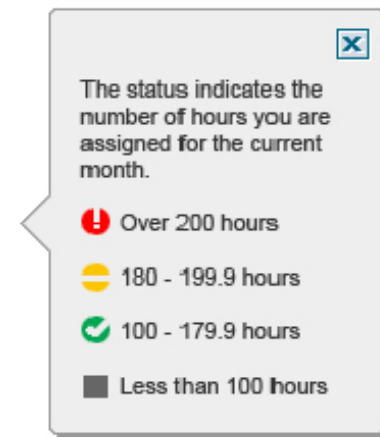 The status indicates the
number of hours you are
assigned for the current
month.
Over 200 hours
180 - 199.9 hours
100 - 179.9 hours
Less than 100 hours